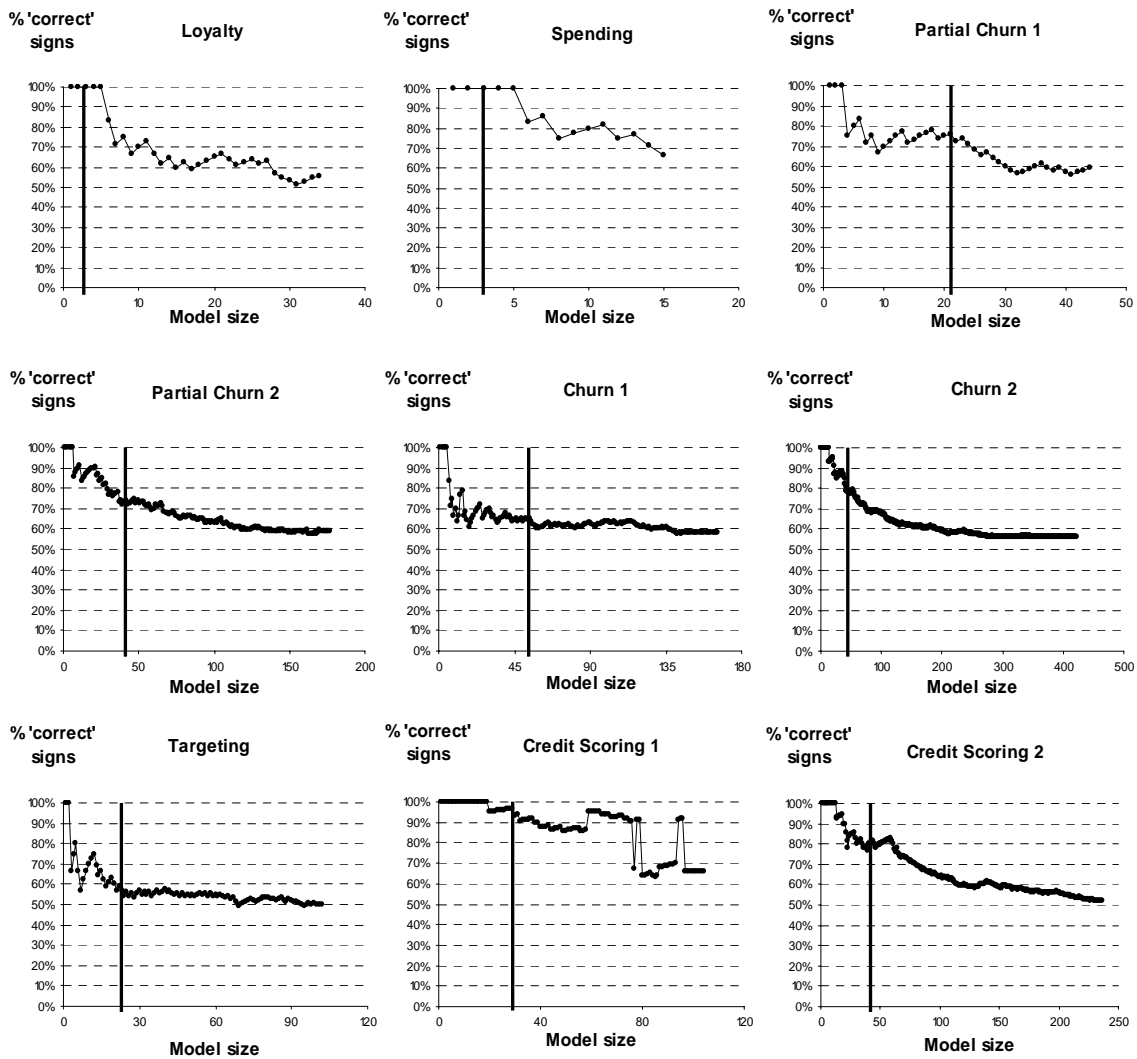 % 'correct'
signs
Loyalty
100%
90%
80%
70%
60%
50%
40%
30%
20%
10%
0%
0 10 20 30 40
Model size
% 'correct'
signs
Spending
100%
90%
80%
70%
60%
50%
40%
30%
20%
10%
0%
0 5 10 15 20
Model size
% 'correct'
signs
Partial Churn 1
100%
90%
80%
70%
60%
50%
40%
30%
20%
10%
0%
0 10 20 30 40 50
Model size
% 'correct'
signs
Partial Churn 2
100%
90%
80%
70%
60%
50%
40%
30%
20%
10%
0%
0 50 100 150 200
Model size
% 'correct'
signs
Churn 1
100%
90%
80%
70%
60%
50%
40%
30%
20%
10%
0%
0 45 90 135 180
Model size
% 'correct'
signs
Churn 2
100%
90%
80%
70%
60%
50%
40%
30%
20%
10%
0%
0 100 200 300 400 500
Model size
% 'correct'
signs
Targeting
100%
90%
80%
70%
60%
50%
40%
30%
20%
10%
0%
0 30 60 90 120
Model size
% 'correct'
signs
Credit Scoring 1
100%
90%
80%
70%
60%
50%
40%
30%
20%
10%
0%
0 40 80 120
Model size
% 'correct'
signs
Credit Scoring 2
100%
90%
80%
70%
60%
50%
40%
30%
20%
10%
0%
0 50 100 150 200 250
Model size